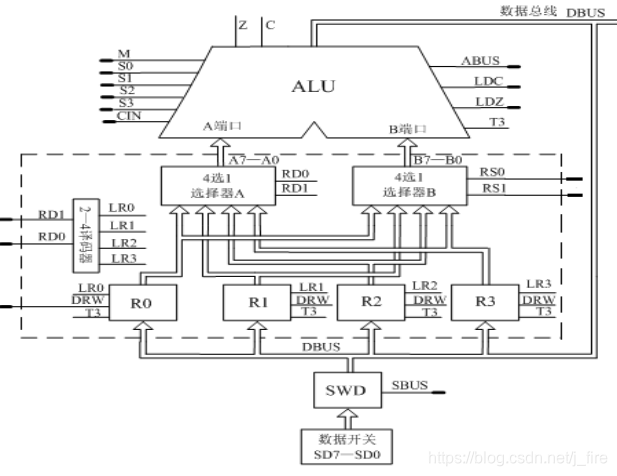 数据总线 DBUS
Z C
M
S0
S1
S2
S3
CIN
ALU
ABUS
LDC
LDZ
T3
A端口
B端口
A7—A0
B7—B0
4选1
选择器A
RD0
RD1
4选1
选择器B
RS0
RS1
RD1
RD0
2—4译码器
LR0
LR1
LR2
LR3
LR0
DRW
T3
R0
R1
LR1
DRW
T3
R2
LR2
DRW
T3
R3
LR3
DRW
T3
DBUS
SWD
SBUS
数据开关
SD7—SD0
https://blog.csdn.net/j_fire